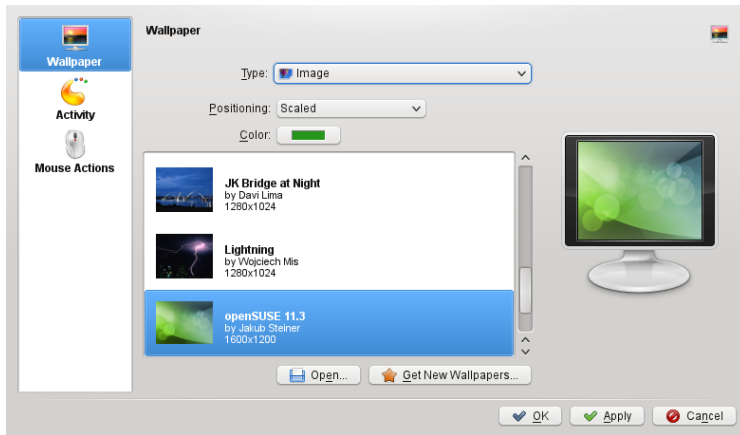 Wallpaper
Activity
Mouse Actions
Wallpaper
Type: Image
Positioning: Scaled
Color:
JK Bridge at Night
by Davi Lima
1280x1024
Lightning
by Wojciech Mis
1280x1024
openSUSE 11.3
by Jakub Steiner
1600x1200
Open...
Get New Wallpapers...
OK
Apply
Cancel